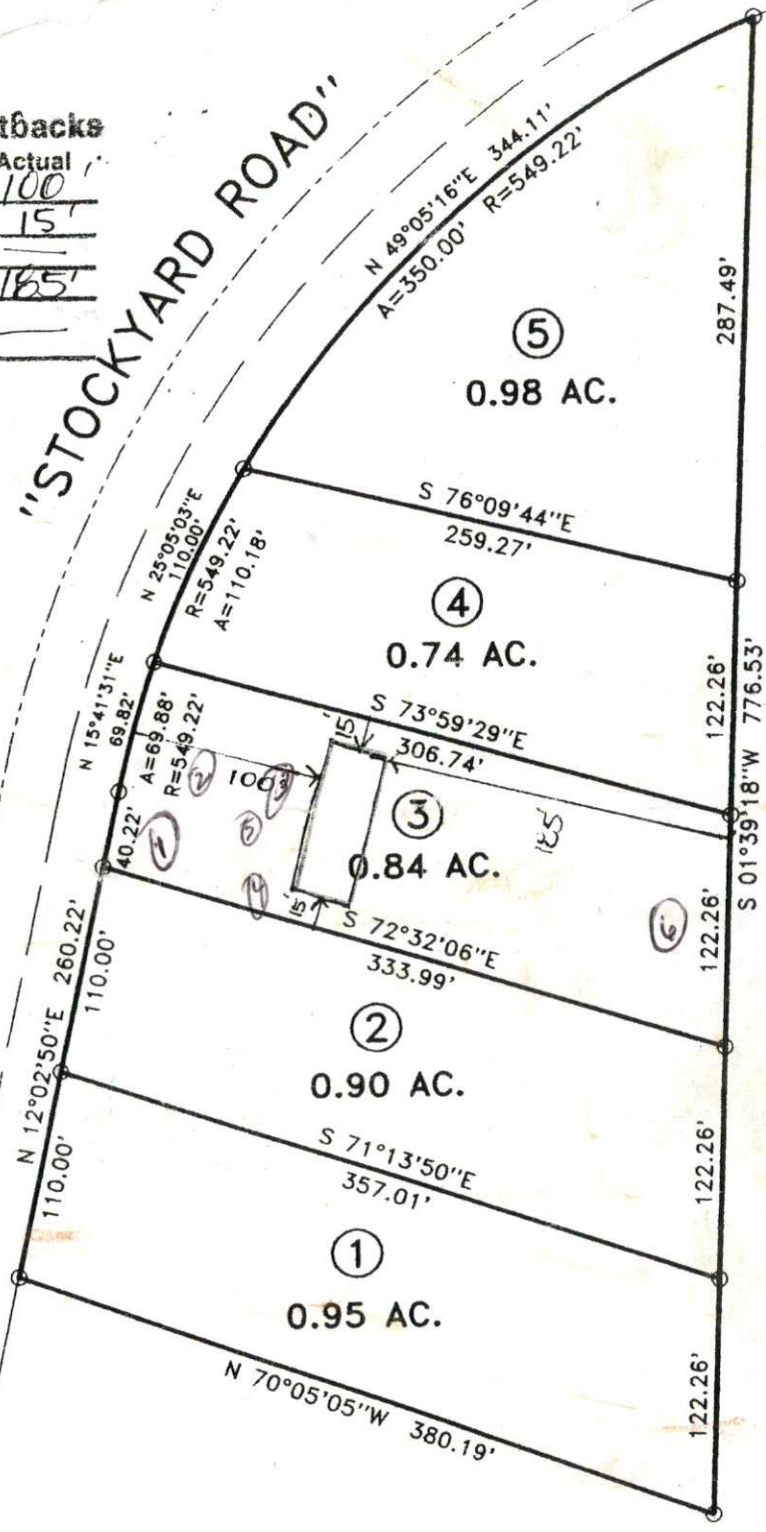 tbacks
Actual
100'
15'
185'
"STOCKYARD ROAD"
N 49°05'16"E 344.11'
A=350.00' R=549.22'
287.49'
5
0.98 AC.
S 76°09'44"E
259.27'
N 25°05'03"E
110.00'
R=549.22'
A=110.18'
4
0.74 AC.
122.26'
S 01°39'18"W 776.53'
N 15°41'31"E
69.82'
A=69.88'
R=549.22'
S 73°59'29"E
306.74'
15'
100
2
3
185'
3
0.84 AC.
40.22'
1
5
4
15'
6
122.26'
S 72°32'06"E
333.99'
N 12°02'50"E 260.22'
110.00'
2
0.90 AC.
S 71°13'50"E
357.01'
122.26'
110.00'
1
0.95 AC.
N 70°05'05"W 380.19'
122.26'